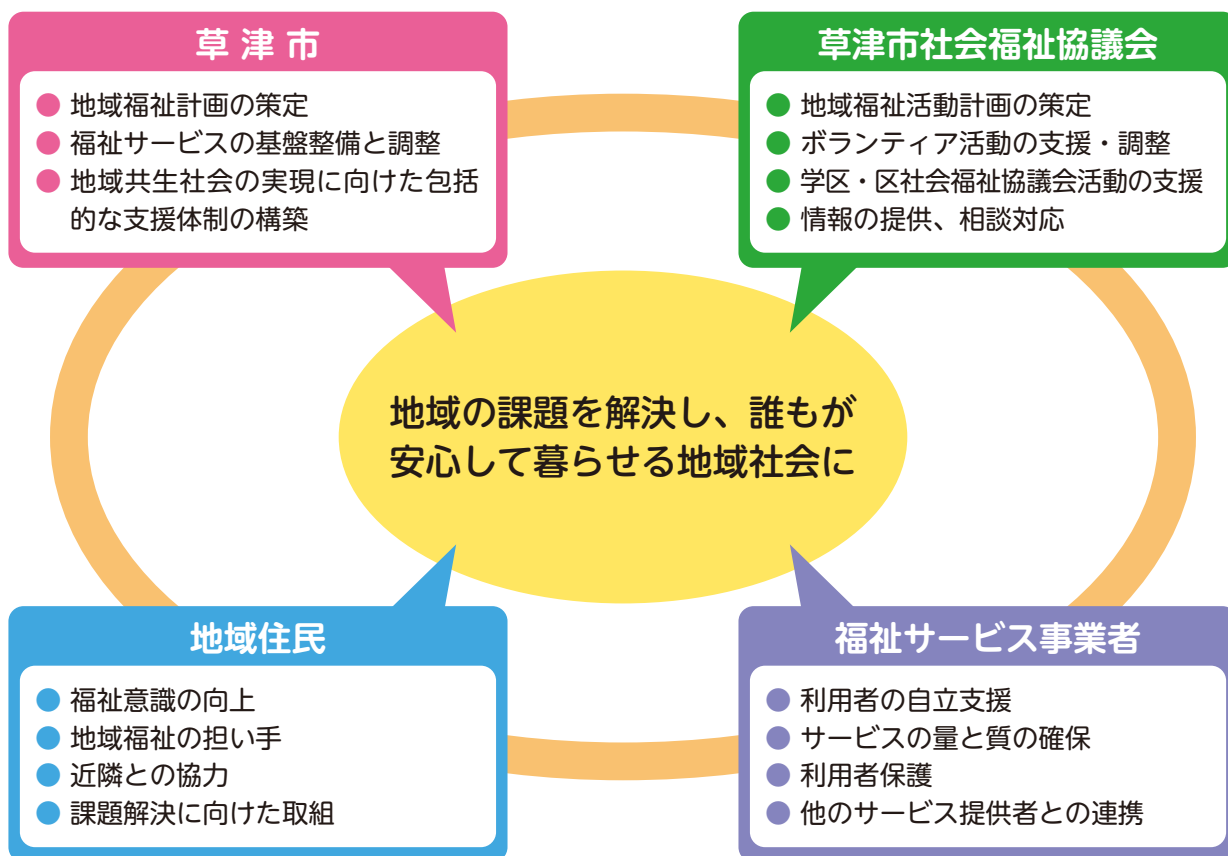 草津市
● 地域福祉計画の策定
● 福祉サービスの基盤整備と調整
● 地域共生社会の実現に向けた包括
的な支援体制の構築
草津市社会福祉協議会
● 地域福祉活動計画の策定
● ボランティア活動の支援・調整
● 学区・区社会福祉協議会活動の支援
● 情報の提供、相談対応
地域の課題を解決し、誰もが
安心して暮らせる地域社会に
地域住民
● 福祉意識の向上
● 地域福祉の担い手
● 近隣との協力
● 課題解決に向けた取組
福祉サービス事業者
● 利用者の自立支援
● サービスの量と質の確保
● 利用者保護
● 他のサービス提供者との連携